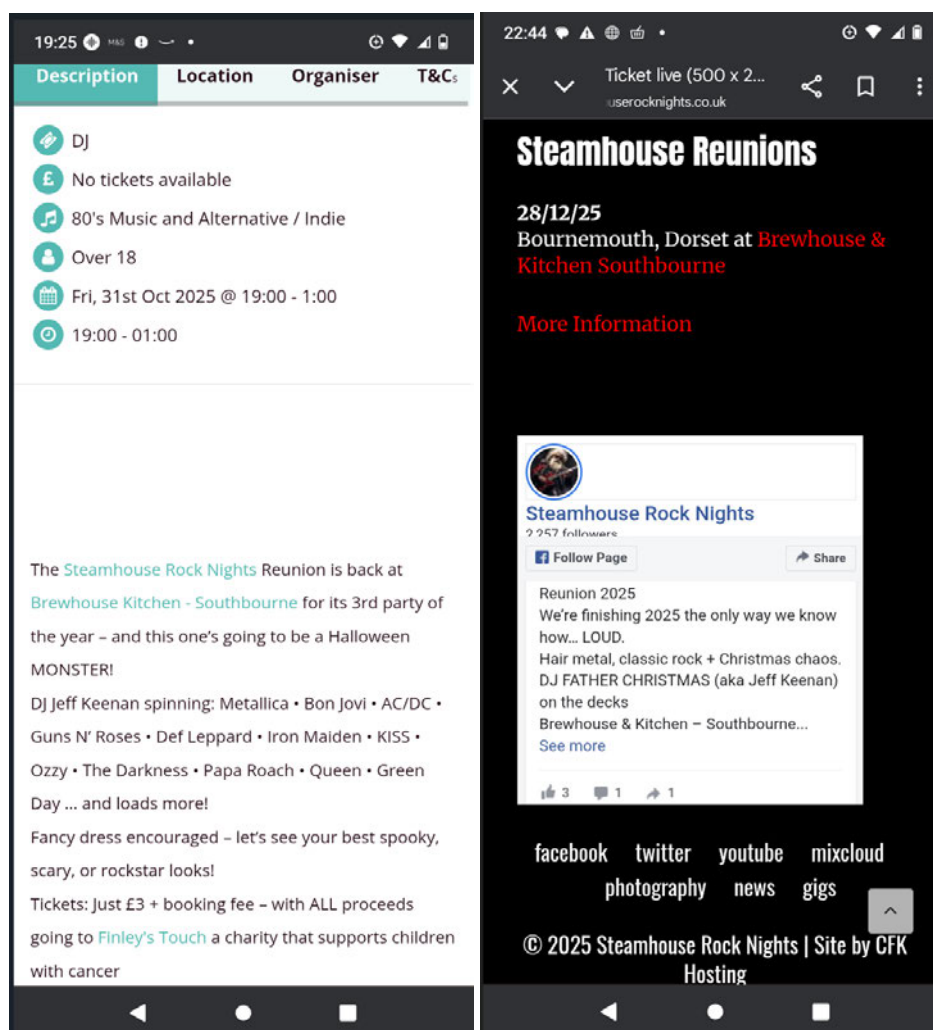 19:25 M&S
Description Location Organiser T&Cs
DJ
£ No tickets available
80's Music and Alternative / Indie
Over 18
Fri, 31st Oct 2025 @ 19:00 - 1:00
19:00 - 01:00
The Steamhouse Rock Nights Reunion is back at
Brewhouse Kitchen - Southbourne for its 3rd party of
the year – and this one's going to be a Halloween
MONSTER!
DJ Jeff Keenan spinning: Metallica • Bon Jovi • AC/DC •
Guns N' Roses • Def Leppard • Iron Maiden • KISS •
Ozzy • The Darkness • Papa Roach • Queen • Green
Day ... and loads more!
Fancy dress encouraged – let's see your best spooky,
scary, or rockstar looks!
Tickets: Just £3 + booking fee – with ALL proceeds
going to Finley's Touch a charity that supports children
with cancer
22:44
Ticket live (500 x 2...
userocknights.co.uk
Steamhouse Reunions
28/12/25
Bournemouth, Dorset at Brewhouse &
Kitchen Southbourne
More Information
Steamhouse Rock Nights
2,257 followers
Follow Page Share
Reunion 2025
We're finishing 2025 the only way we know
how... LOUD.
Hair metal, classic rock + Christmas chaos.
DJ FATHER CHRISTMAS (aka Jeff Keenan)
on the decks
Brewhouse & Kitchen – Southbourne...
See more
3 1 1
facebook twitter youtube mixcloud
photography news gigs
© 2025 Steamhouse Rock Nights | Site by CFK
Hosting